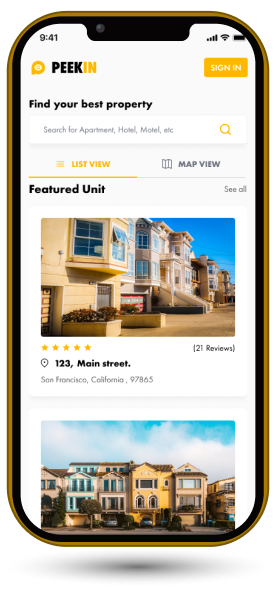 9:41
PEEKIN
SIGN IN
Find your best property
Search for Apartment, Hotel, Motel, etc
LIST VIEW
MAP VIEW
Featured Unit
See all
(21 Reviews)
123, Main street.
San Francisco, California , 97865